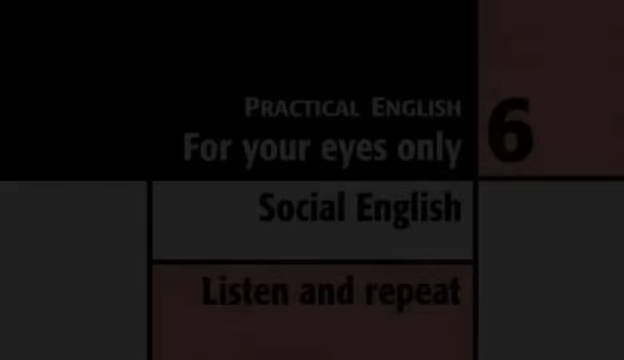 PRACTICAL ENGLISH
For your eyes only
6
Social English
Listen and repeat